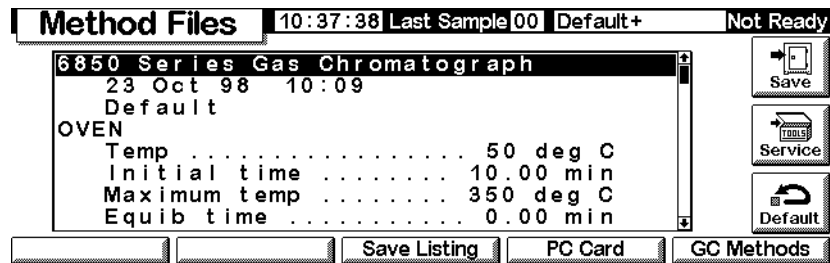 Method Files 10:37:38 Last Sample 00 Default+ Not Ready
6850 Series Gas Chromatograph
23 Oct 98 10:09
Default
OVEN
Temp ................. 50 deg C
Initial time ........ 10.00 min
Maximum temp ........ 350 deg C
Equib time ........... 0.00 min
Save
TOOLS
Service
Default
Save Listing PC Card GC Methods